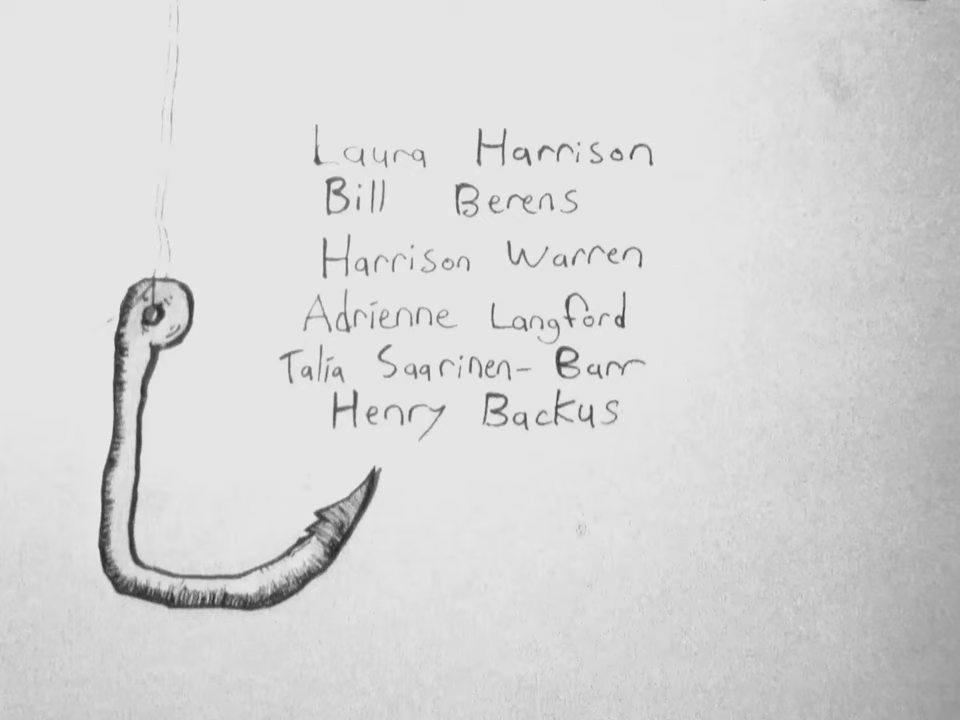 Laura Harrison
Bill Berens
Harrison Warren
Adrienne Langford
Talia Saarinen-Barr
Henry Backus